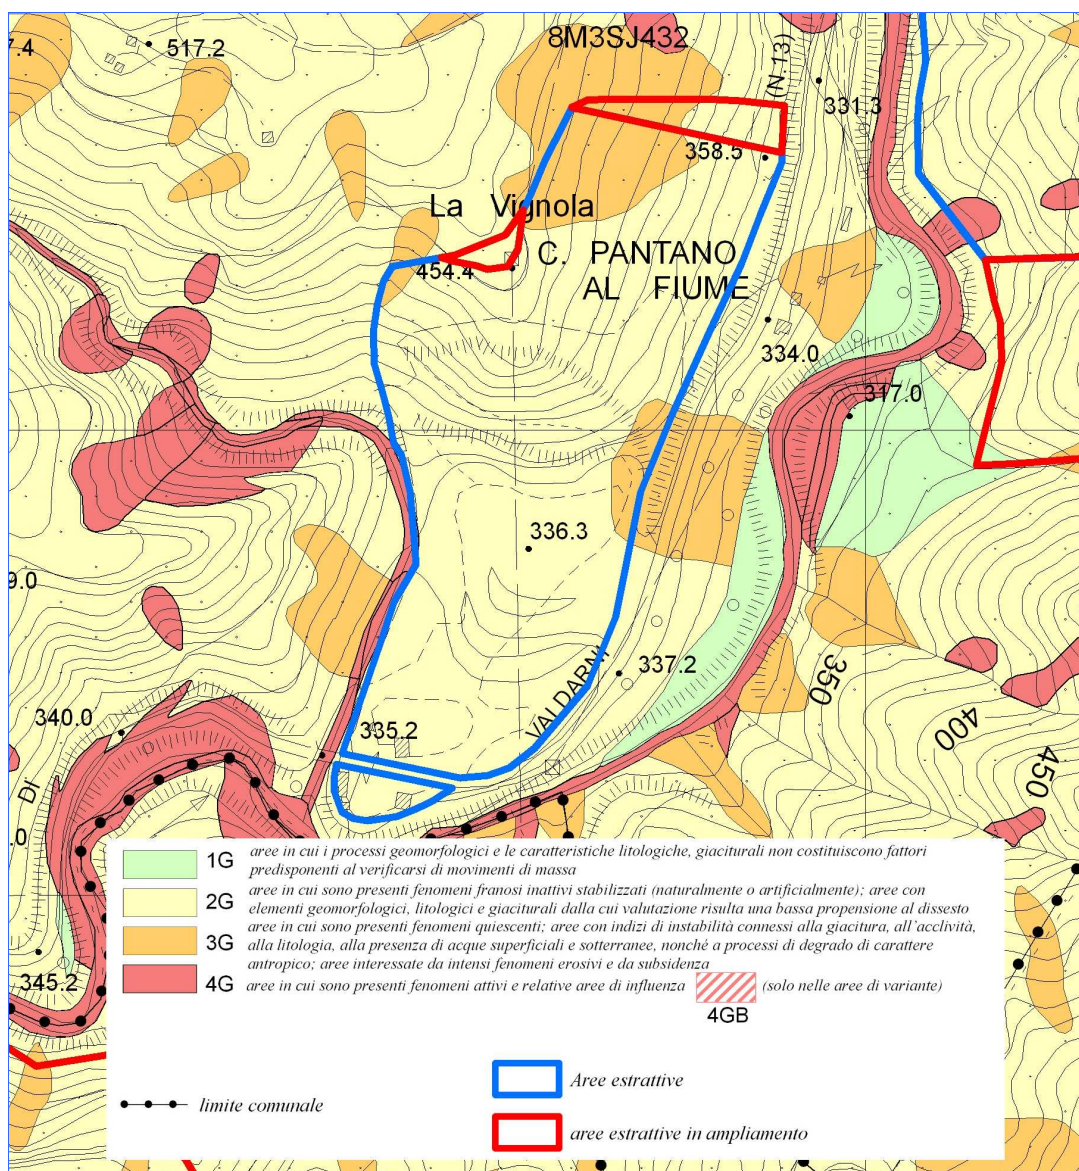 8M3SJ432
7.4
517.2
(N.13)
331.3
358.5
La Vignola
C. PANTANO
454.4
AL FIUME
334.0
317.0
336.3
9.0
337.2
350
VALDARNI
340.0
335.2
400
450
DI
.0
345.2
1G aree in cui i processi geomorfologici e le caratteristiche litologiche, giaciturali non costituiscono fattori
predisponenti al verificarsi di movimenti di massa
2G aree in cui sono presenti fenomeni franosi inattivi stabilizzati (naturalmente o artificialmente); aree con
elementi geomorfologici, litologici e giaciturali dalla cui valutazione risulta una bassa propensione al dissesto
3G aree in cui sono presenti fenomeni quiescenti; aree con indizi di instabilità connessi alla giacitura, all'acclività,
alla litologia, alla presenza di acque superficiali e sotterranee, nonché a processi di degrado di carattere
antropico; aree interessate da intensi fenomeni erosivi e da subsidenza
4G aree in cui sono presenti fenomeni attivi e relative aree di influenza (solo nelle aree di variante)
4GB
Aree estrattive
limite comunale
aree estrattive in ampliamento